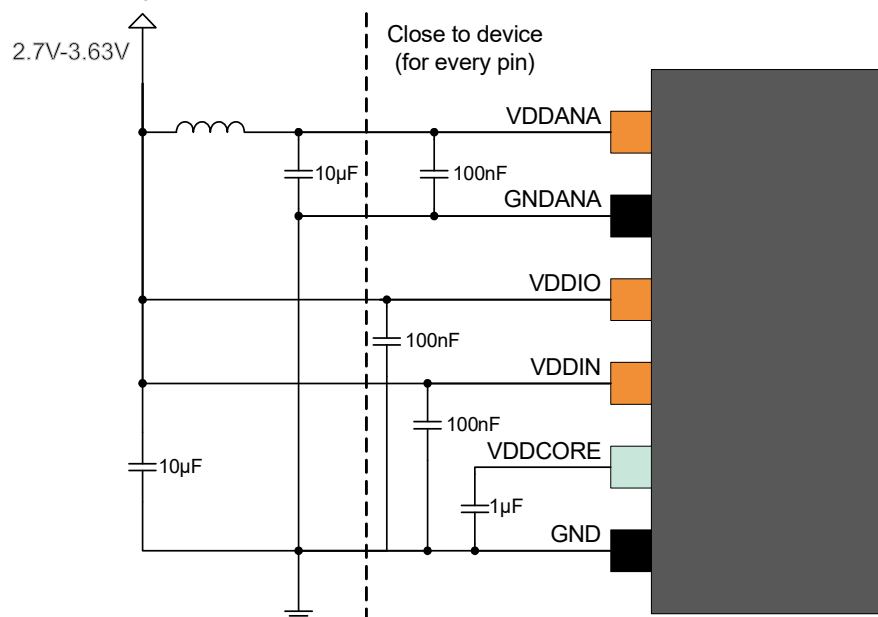 2.7V-3.63V
Close to device
(for every pin)
VDDANA
10µF
100nF
GNDANA
VDDIO
100nF
VDDIN
100nF
VDDCORE
10µF
1µF
GND